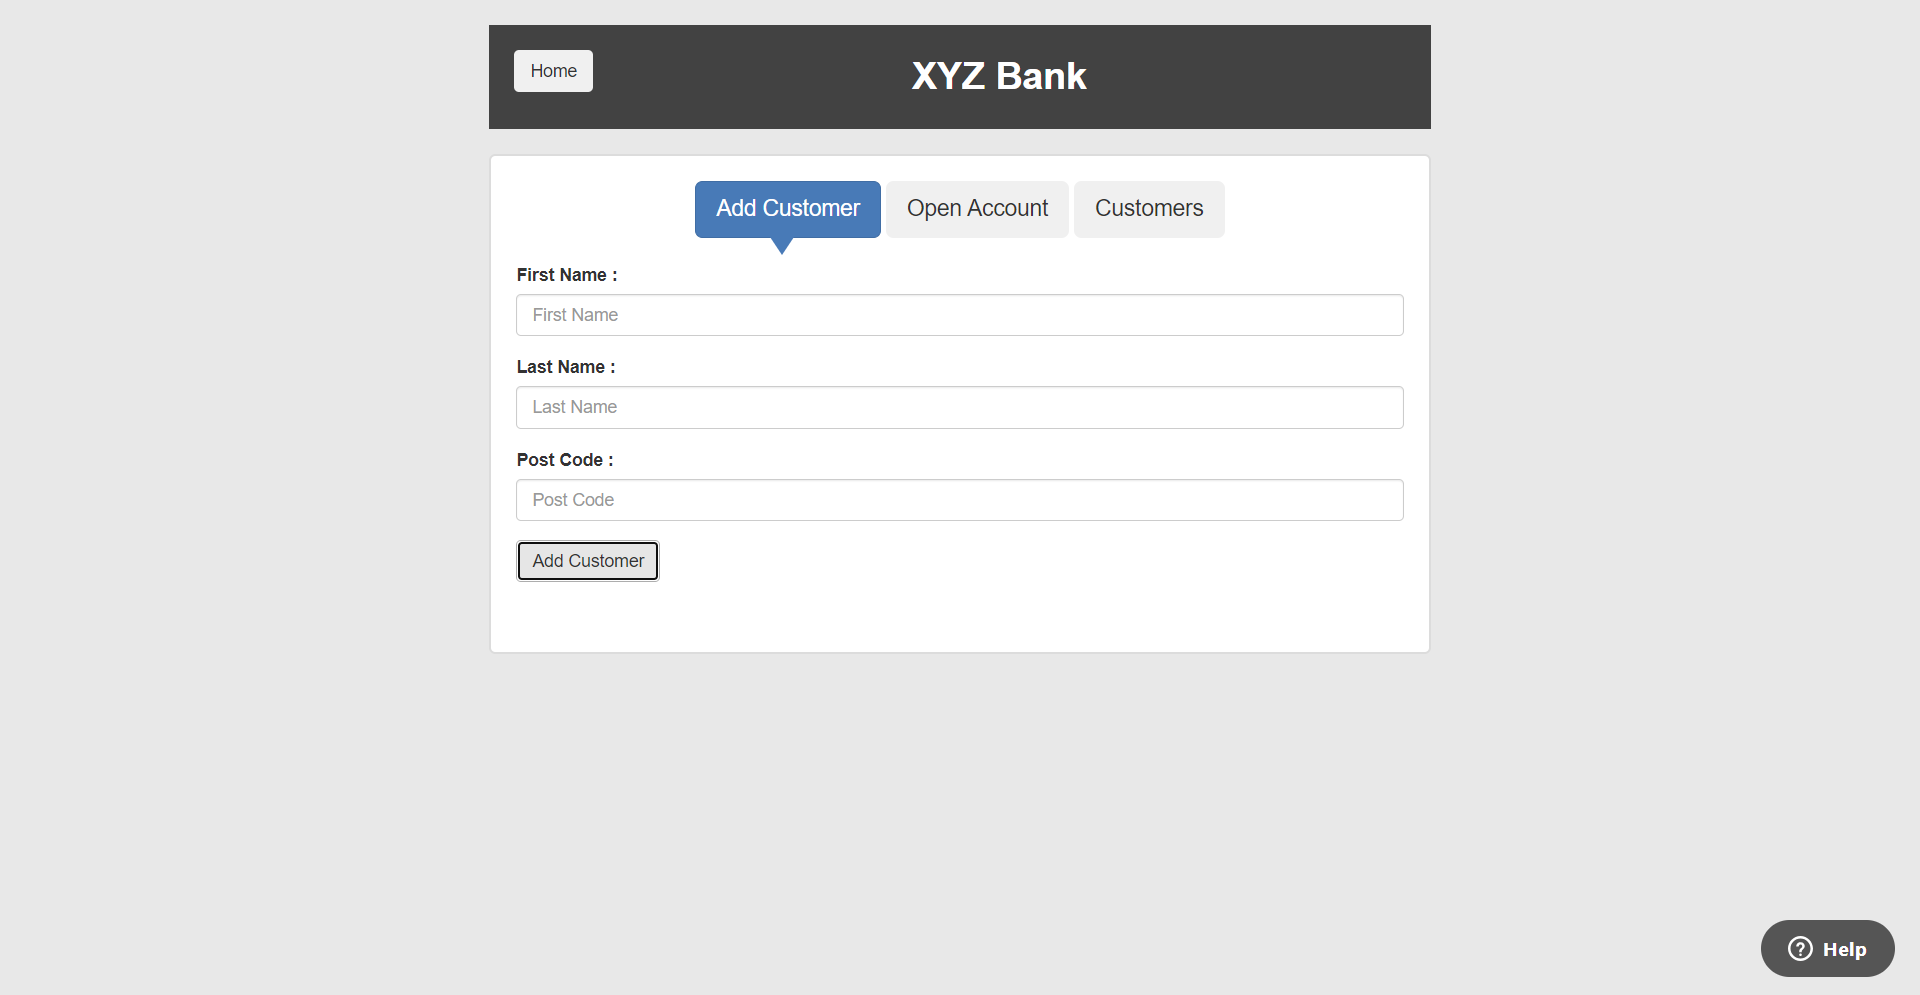 Home
XYZ Bank
Add Customer
Open Account
Customers
First Name :
First Name
Last Name :
Last Name
Post Code :
Post Code
Add Customer
Help